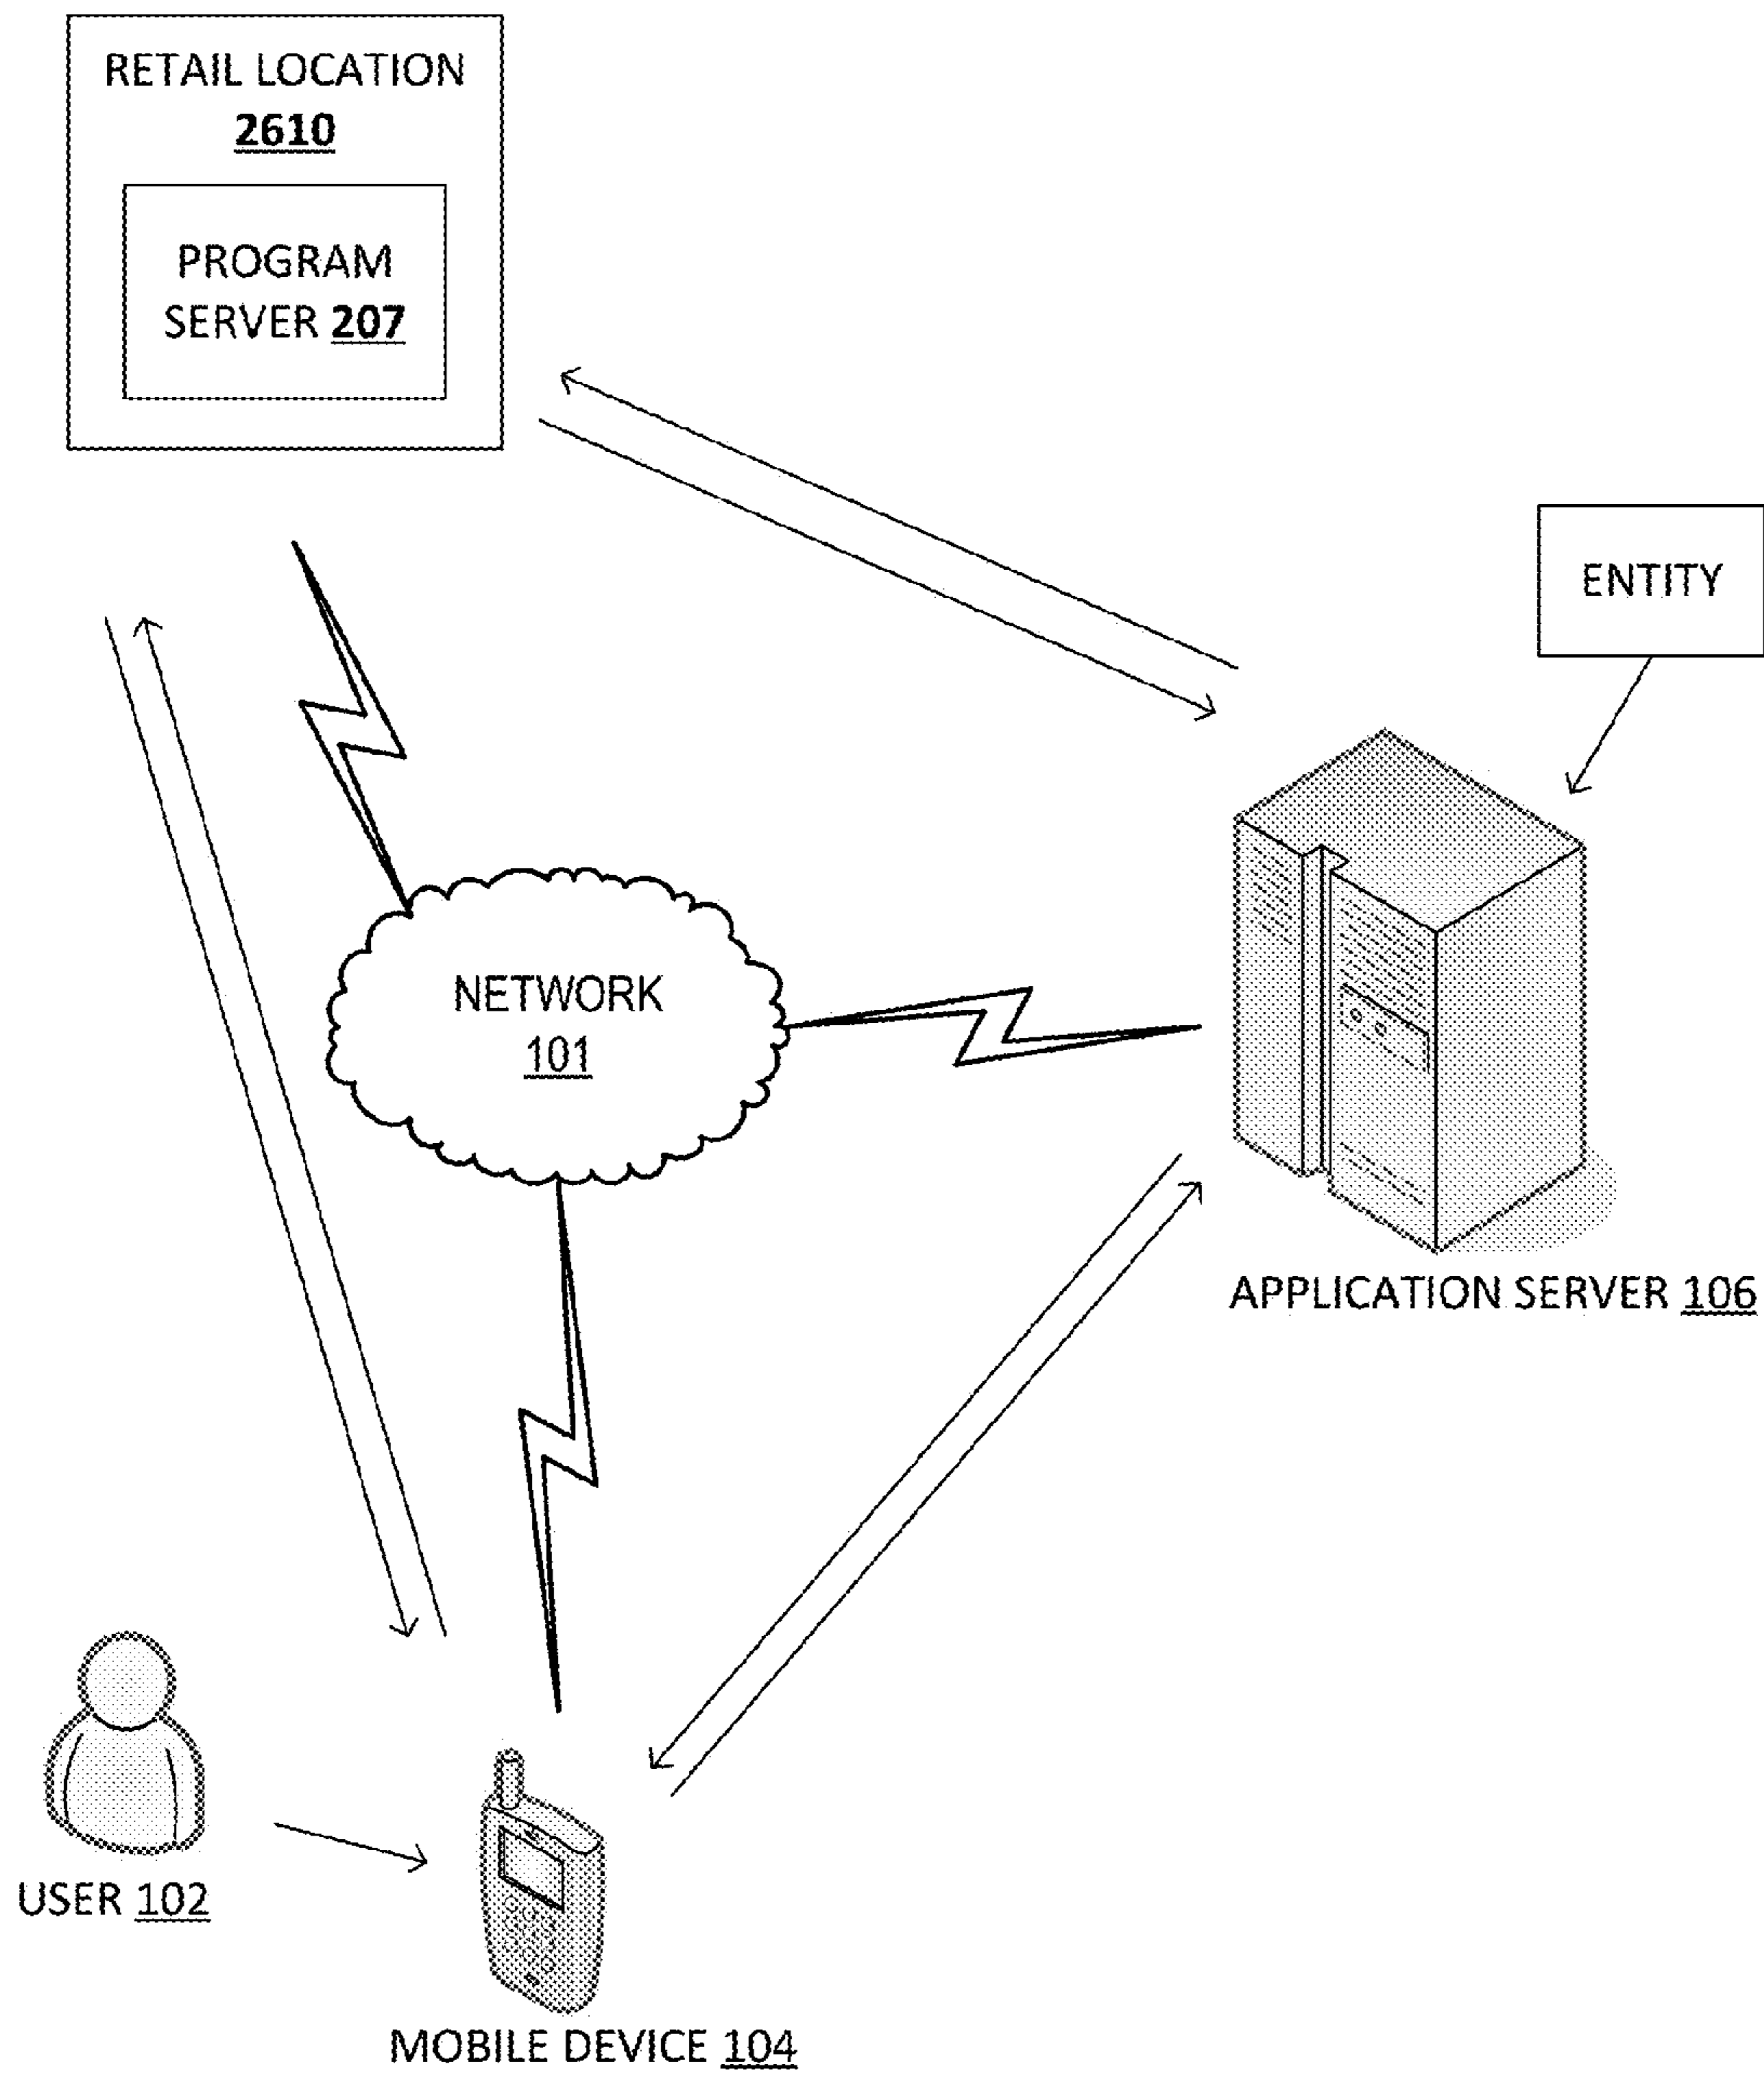 RETAIL LOCATION
2610
PROGRAM
SERVER 207
ENTITY
NETWORK
101
APPLICATION SERVER 106
USER 102
MOBILE DEVICE 104